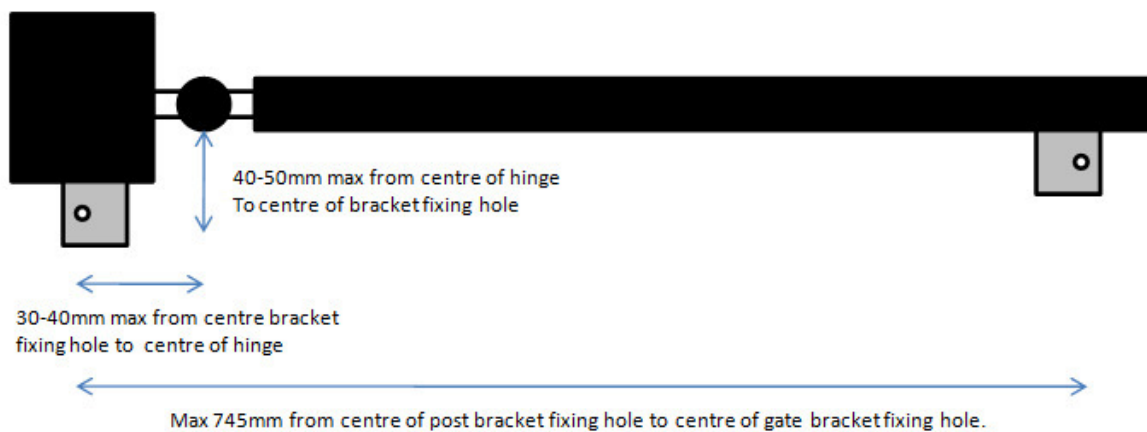 40-50mm max from centre of hinge
To centre of bracket fixing hole
30-40mm max from centre bracket
fixing hole to centre of hinge
Max 745mm from centre of post bracket fixing hole to centre of gate bracket fixing hole.